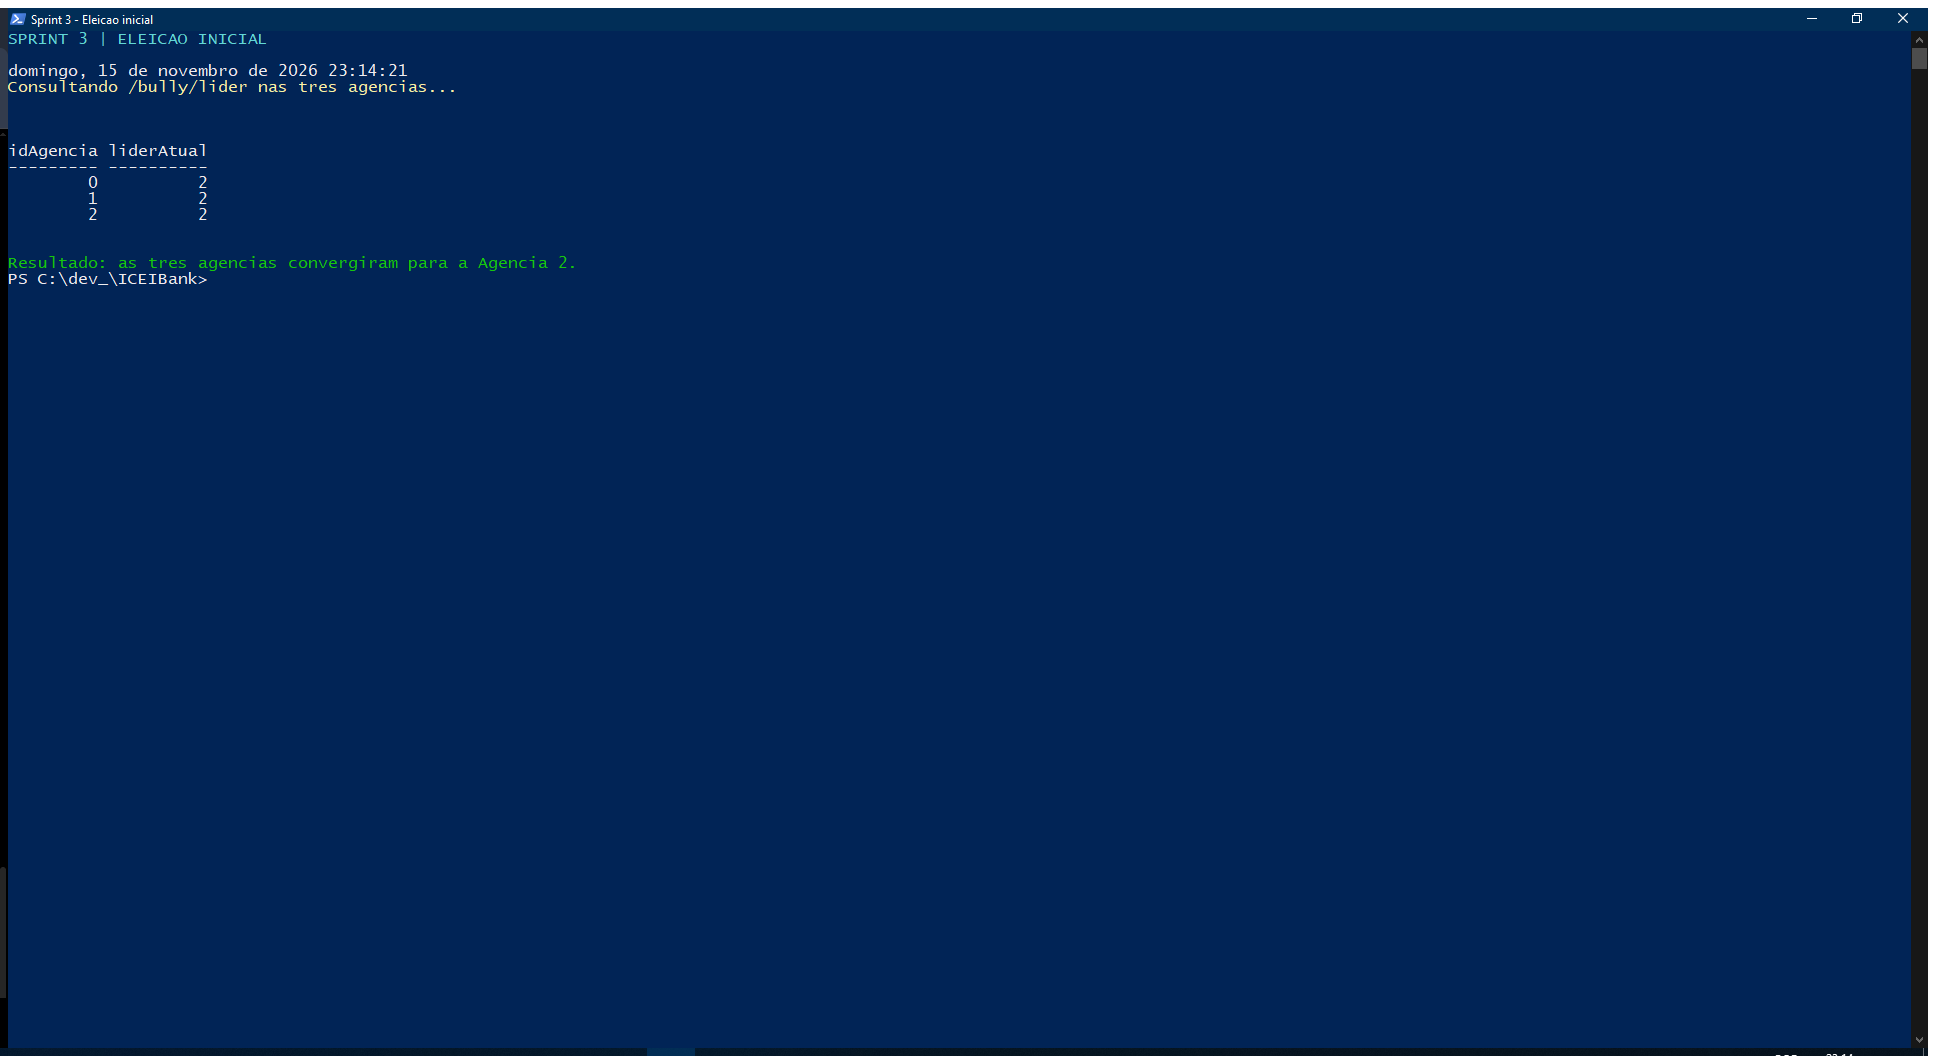 Sprint 3 - Eleicao inicial
SPRINT 3 | ELEICAO INICIAL
domingo, 15 de novembro de 2026 23:14:21
Consultando /bully/lider nas tres agencias...
idAgencia liderAtual
--------- ----------
0 2
1 2
2 2
Resultado: as tres agencias convergiram para a Agencia 2.
PS C:\dev_\ICEIBank>